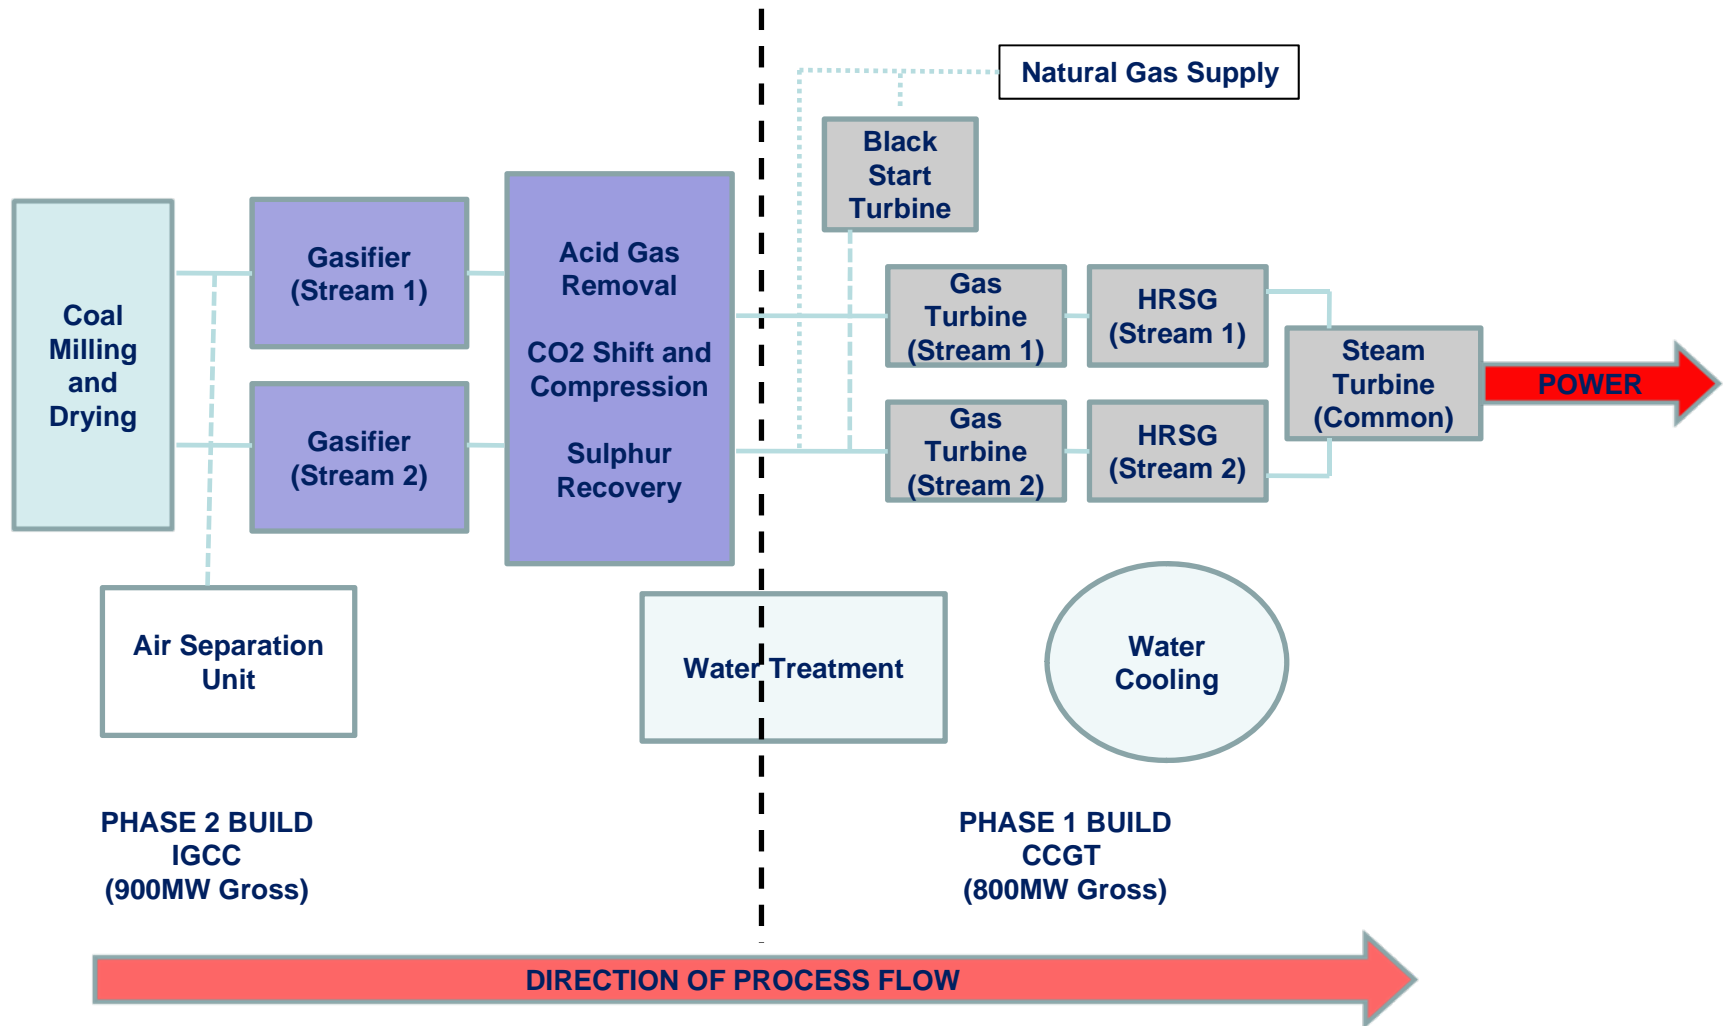 Natural Gas Supply
Black
Start
Turbine
Coal
Milling
and
Drying
Gasifier
(Stream 1)
Gasifier
(Stream 2)
Acid Gas
Removal
CO2 Shift and
Compression
Sulphur
Recovery
Gas
Turbine
(Stream 1)
HRSG
(Stream 1)
Gas
Turbine
(Stream 2)
HRSG
(Stream 2)
Steam
Turbine
(Common)
POWER
Air Separation
Unit
Water Treatment
Water
Cooling
PHASE 2 BUILD
IGCC
(900MW Gross)
PHASE 1 BUILD
CCGT
(800MW Gross)
DIRECTION OF PROCESS FLOW